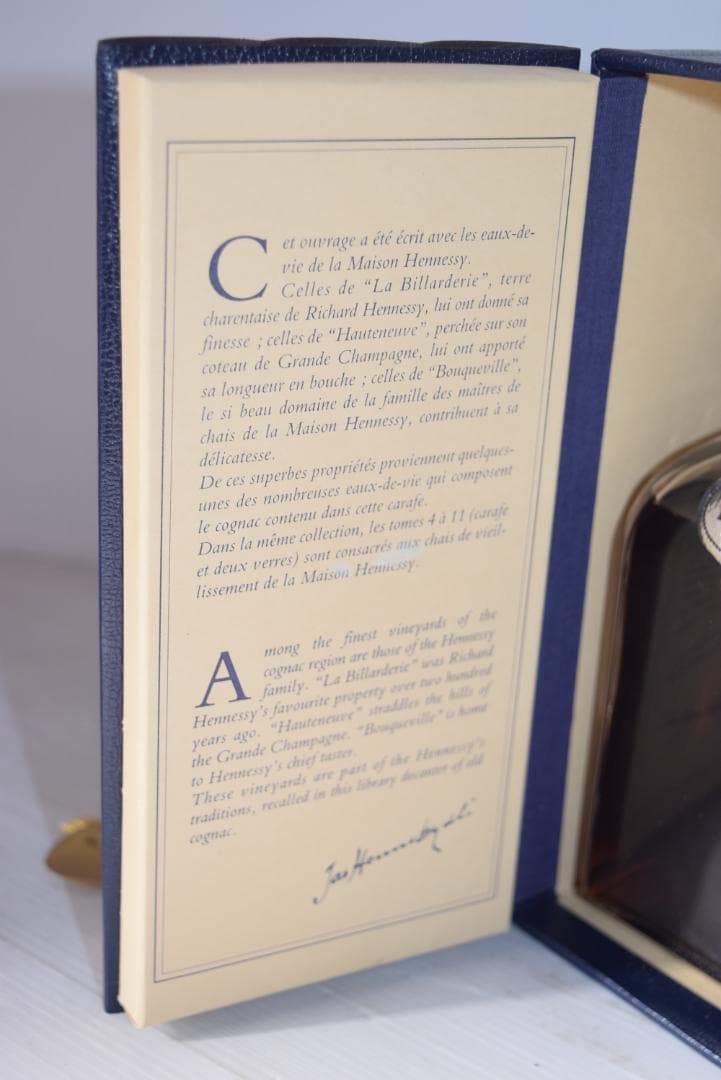 Cet ouvrage a été écrit avec les eaux-de-
vie de la Maison Hennessy.
Celles de “La Billarderie”, terre
charentaise de Richard Hennessy, lui ont donné sa
finesse ; celles de “Hauteneuve”, perchée sur son
coteau de Grande Champagne, lui ont apporté
sa longueur en bouche ; celles de “Bouqueville”,
le si beau domaine de la famille des maîtres de
chais de la Maison Hennessy, contribuent à sa
délicatesse.
De ces superbes propriétés proviennent quelques-
unes des nombreuses eaux-de-vie qui composent
le cognac contenu dans cette carafe.
Dans la même collection, les tomes 4 à 11 (carafe
et deux verres) sont consacrés aux chais de vieil-
lissement de la Maison Hennessy.
Among the finest vineyards of the
cognac region are those of the Hennessy
family. “La Billarderie” was Richard
Hennessy's favourite property over two hundred
years ago. “Hauteneuve” straddles the hills of
the Grande Champagne. “Bouqueville” is home
to Hennessy's chief taster.
These vineyards are part of the Hennessy's
traditions, recalled in this library decanter of old
cognac.
Jas Hennessy & Co